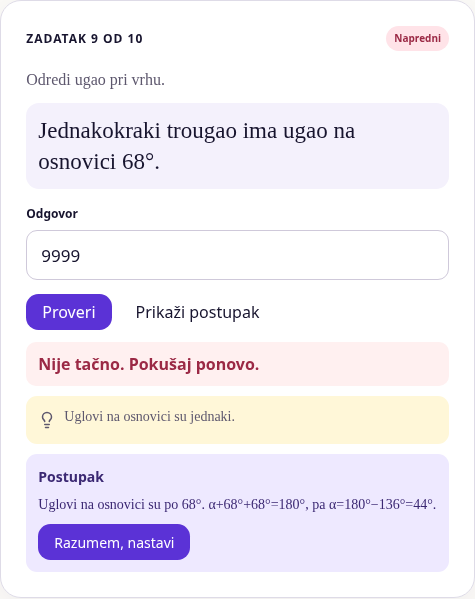 ZADATAK 9 OD 10
Napredni
Odredi ugao pri vrhu.
Jednakokraki trougao ima ugao na
osnovici 68°.
Odgovor
9999
Proveri
Prikaži postupak
Nije tačno. Pokušaj ponovo.
Uglovi na osnovici su jednaki.
Postupak
Uglovi na osnovici su po 68°. α+68°+68°=180°, pa α=180°−136°=44°.
Razumem, nastavi